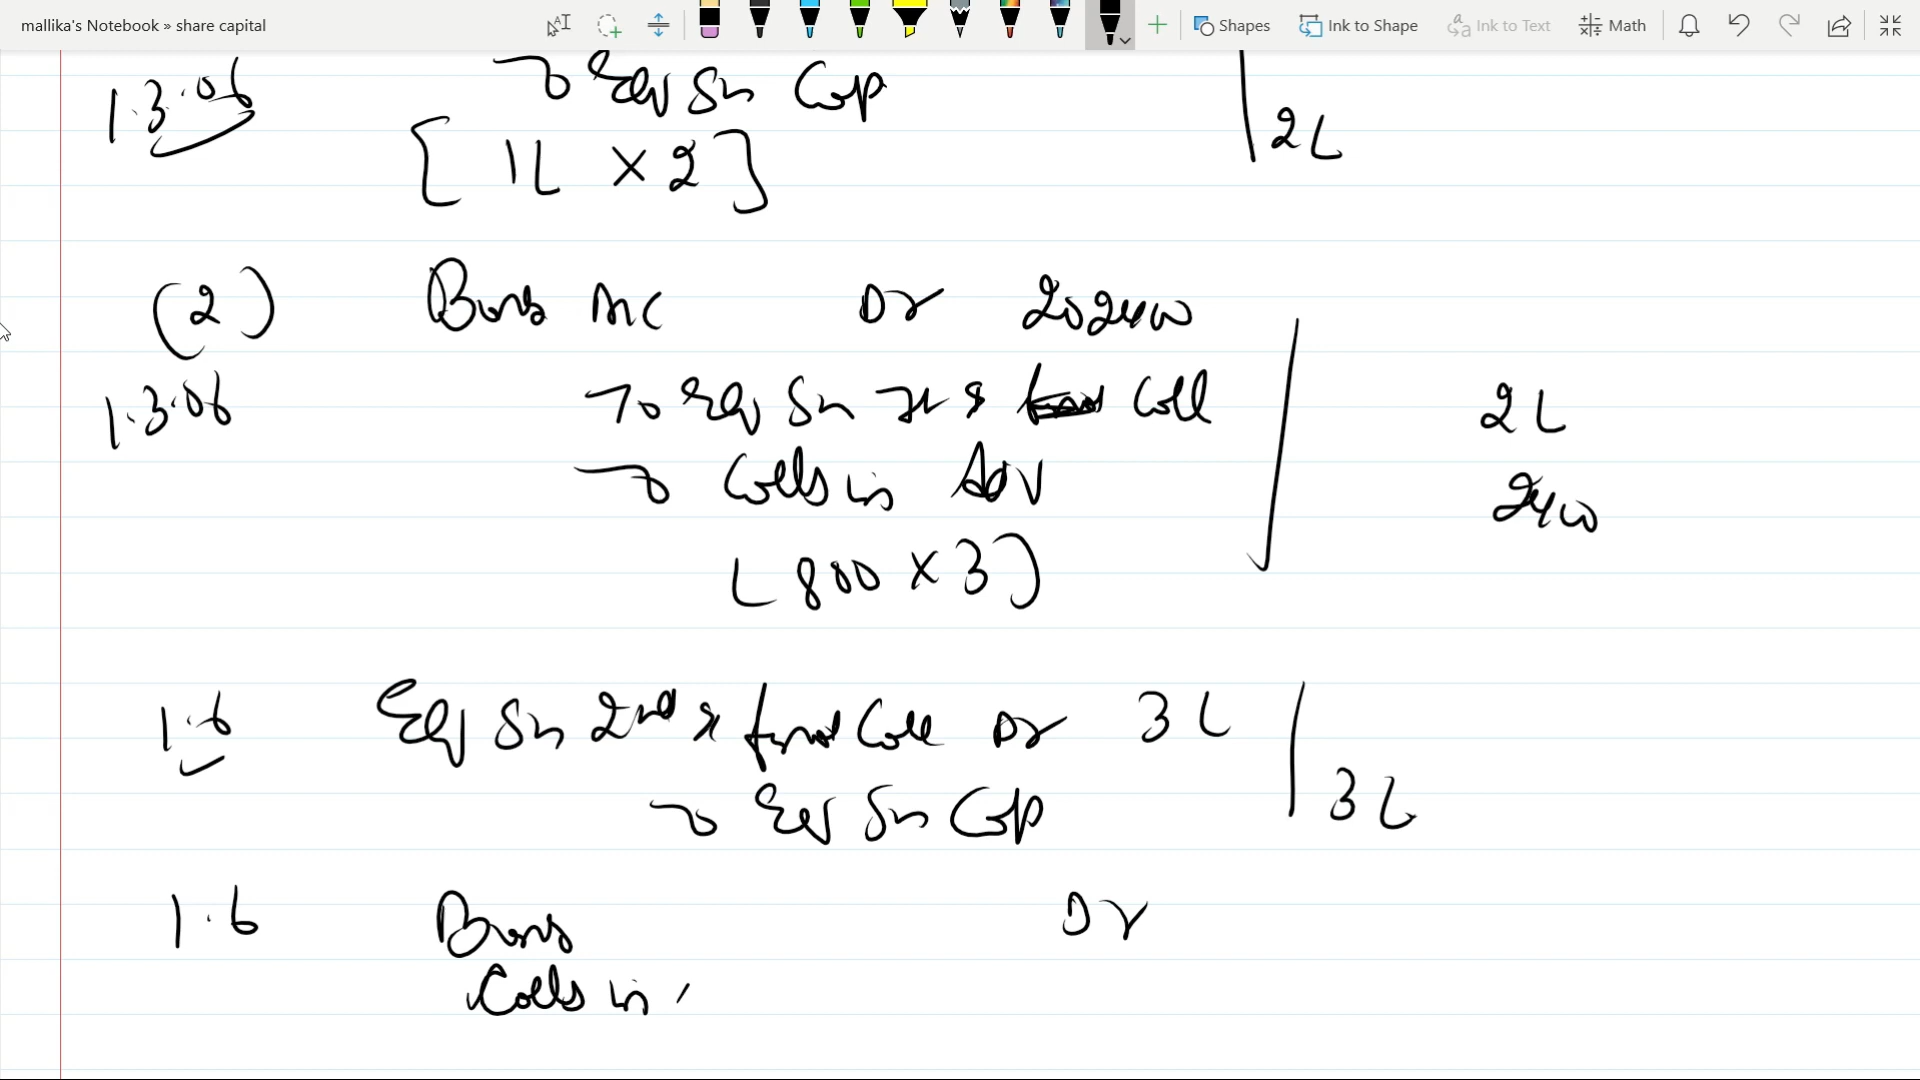 mallika's Notebook » share capital
Shapes Ink to Shape Ink to Text Math
1.3.06 To Eq Sh Cap
2L
[1L × 2]
(2) Bank A/C Dr 202400
1.3.06 To Eq Sh Ist Call 2L
To Calls in Adv 2400
(800 × 3)
1.6 Eq Sh 2nd & final Call Dr 3L
To Eq Sh Cap 3L
1.6 Bank Dr
Calls in